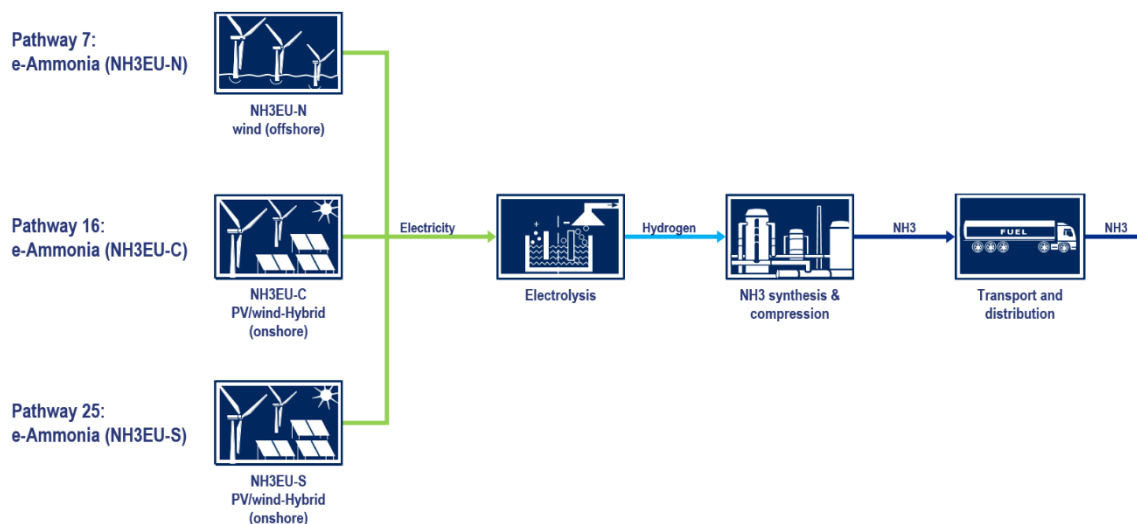 Pathway 7:
e-Ammonia (NH3EU-N)
NH3EU-N
wind (offshore)
Pathway 16:
e-Ammonia (NH3EU-C)
NH3EU-C
PV/wind-Hybrid
(onshore)
Electricity
Electrolysis
Hydrogen
NH3 synthesis &
compression
NH3
FUEL
Transport and
distribution
NH3
Pathway 25:
e-Ammonia (NH3EU-S)
NH3EU-S
PV/wind-Hybrid
(onshore)